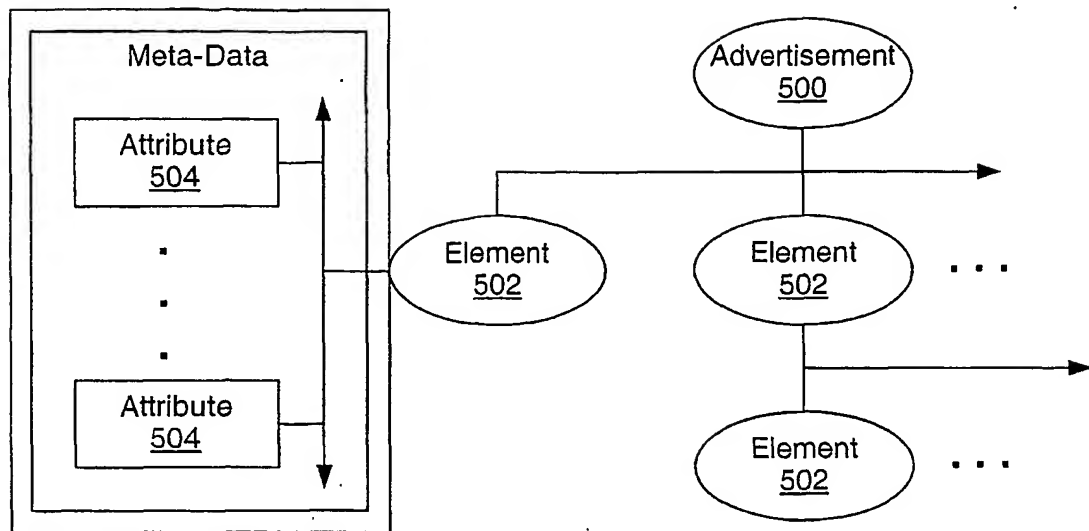 Meta-Data
Attribute
504
Attribute
504
Advertisement
500
Element
502
Element
502
Element
502